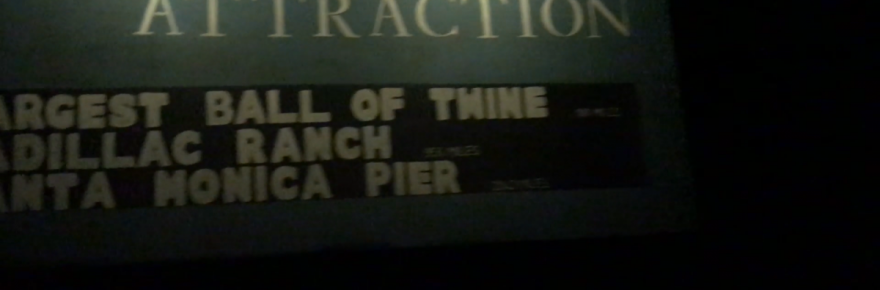 ATTRACTION
ARGEST BALL OF TWINE
ADILLAC RANCH
ANTA MONICA PIER